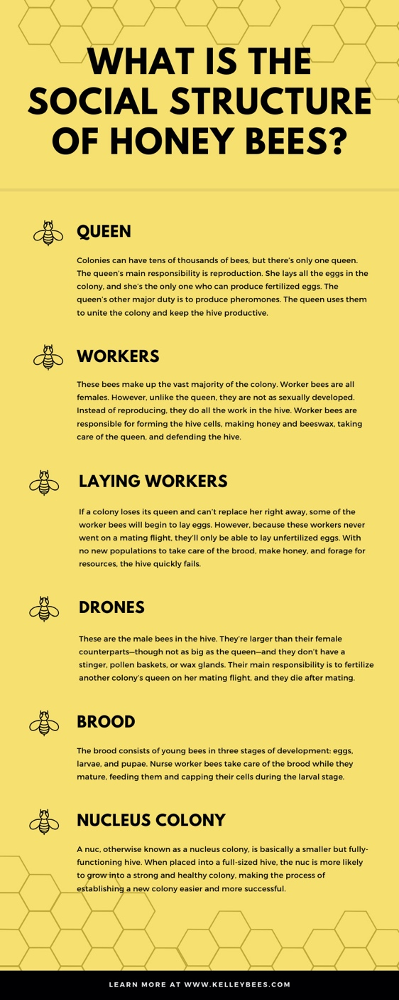 WHAT IS THE
SOCIAL STRUCTURE
OF HONEY BEES?
QUEEN
Colonies can have tens of thousands of bees, but there's only one queen.
The queen's main responsibility is reproduction. She lays all the eggs in the
colony, and she's the only one who can produce fertilized eggs. The
queen's other major duty is to produce pheromones. The queen uses them
to unite the colony and keep the hive productive.
WORKERS
These bees make up the vast majority of the colony. Worker bees are all
females. However, unlike the queen, they are not as sexually developed.
Instead of reproducing, they do all the work in the hive. Worker bees are
responsible for forming the hive cells, making honey and beeswax, taking
care of the queen, and defending the hive.
LAYING WORKERS
If a colony loses its queen and can't replace her right away, some of the
worker bees will begin to lay eggs. However, because these workers never
went on a mating flight, they'll only be able to lay unfertilized eggs. With
no new populations to take care of the brood, make honey, and forage for
resources, the hive quickly fails.
DRONES
These are the male bees in the hive. They're larger than their female
counterparts—though not as big as the queen—and they don't have a
stinger, pollen baskets, or wax glands. Their main responsibility is to fertilize
another colony's queen on her mating flight, and they die after mating.
BROOD
The brood consists of young bees in three stages of development: eggs,
larvae, and pupae. Nurse worker bees take care of the brood while they
mature, feeding them and capping their cells during the larval stage.
NUCLEUS COLONY
A nuc, otherwise known as a nucleus colony, is basically a smaller but fully-
functioning hive. When placed into a full-sized hive, the nuc is more likely
to grow into a strong and healthy colony, making the process of
establishing a new colony easier and more successful.
LEARN MORE AT WWW.KELLEYBEES.COM